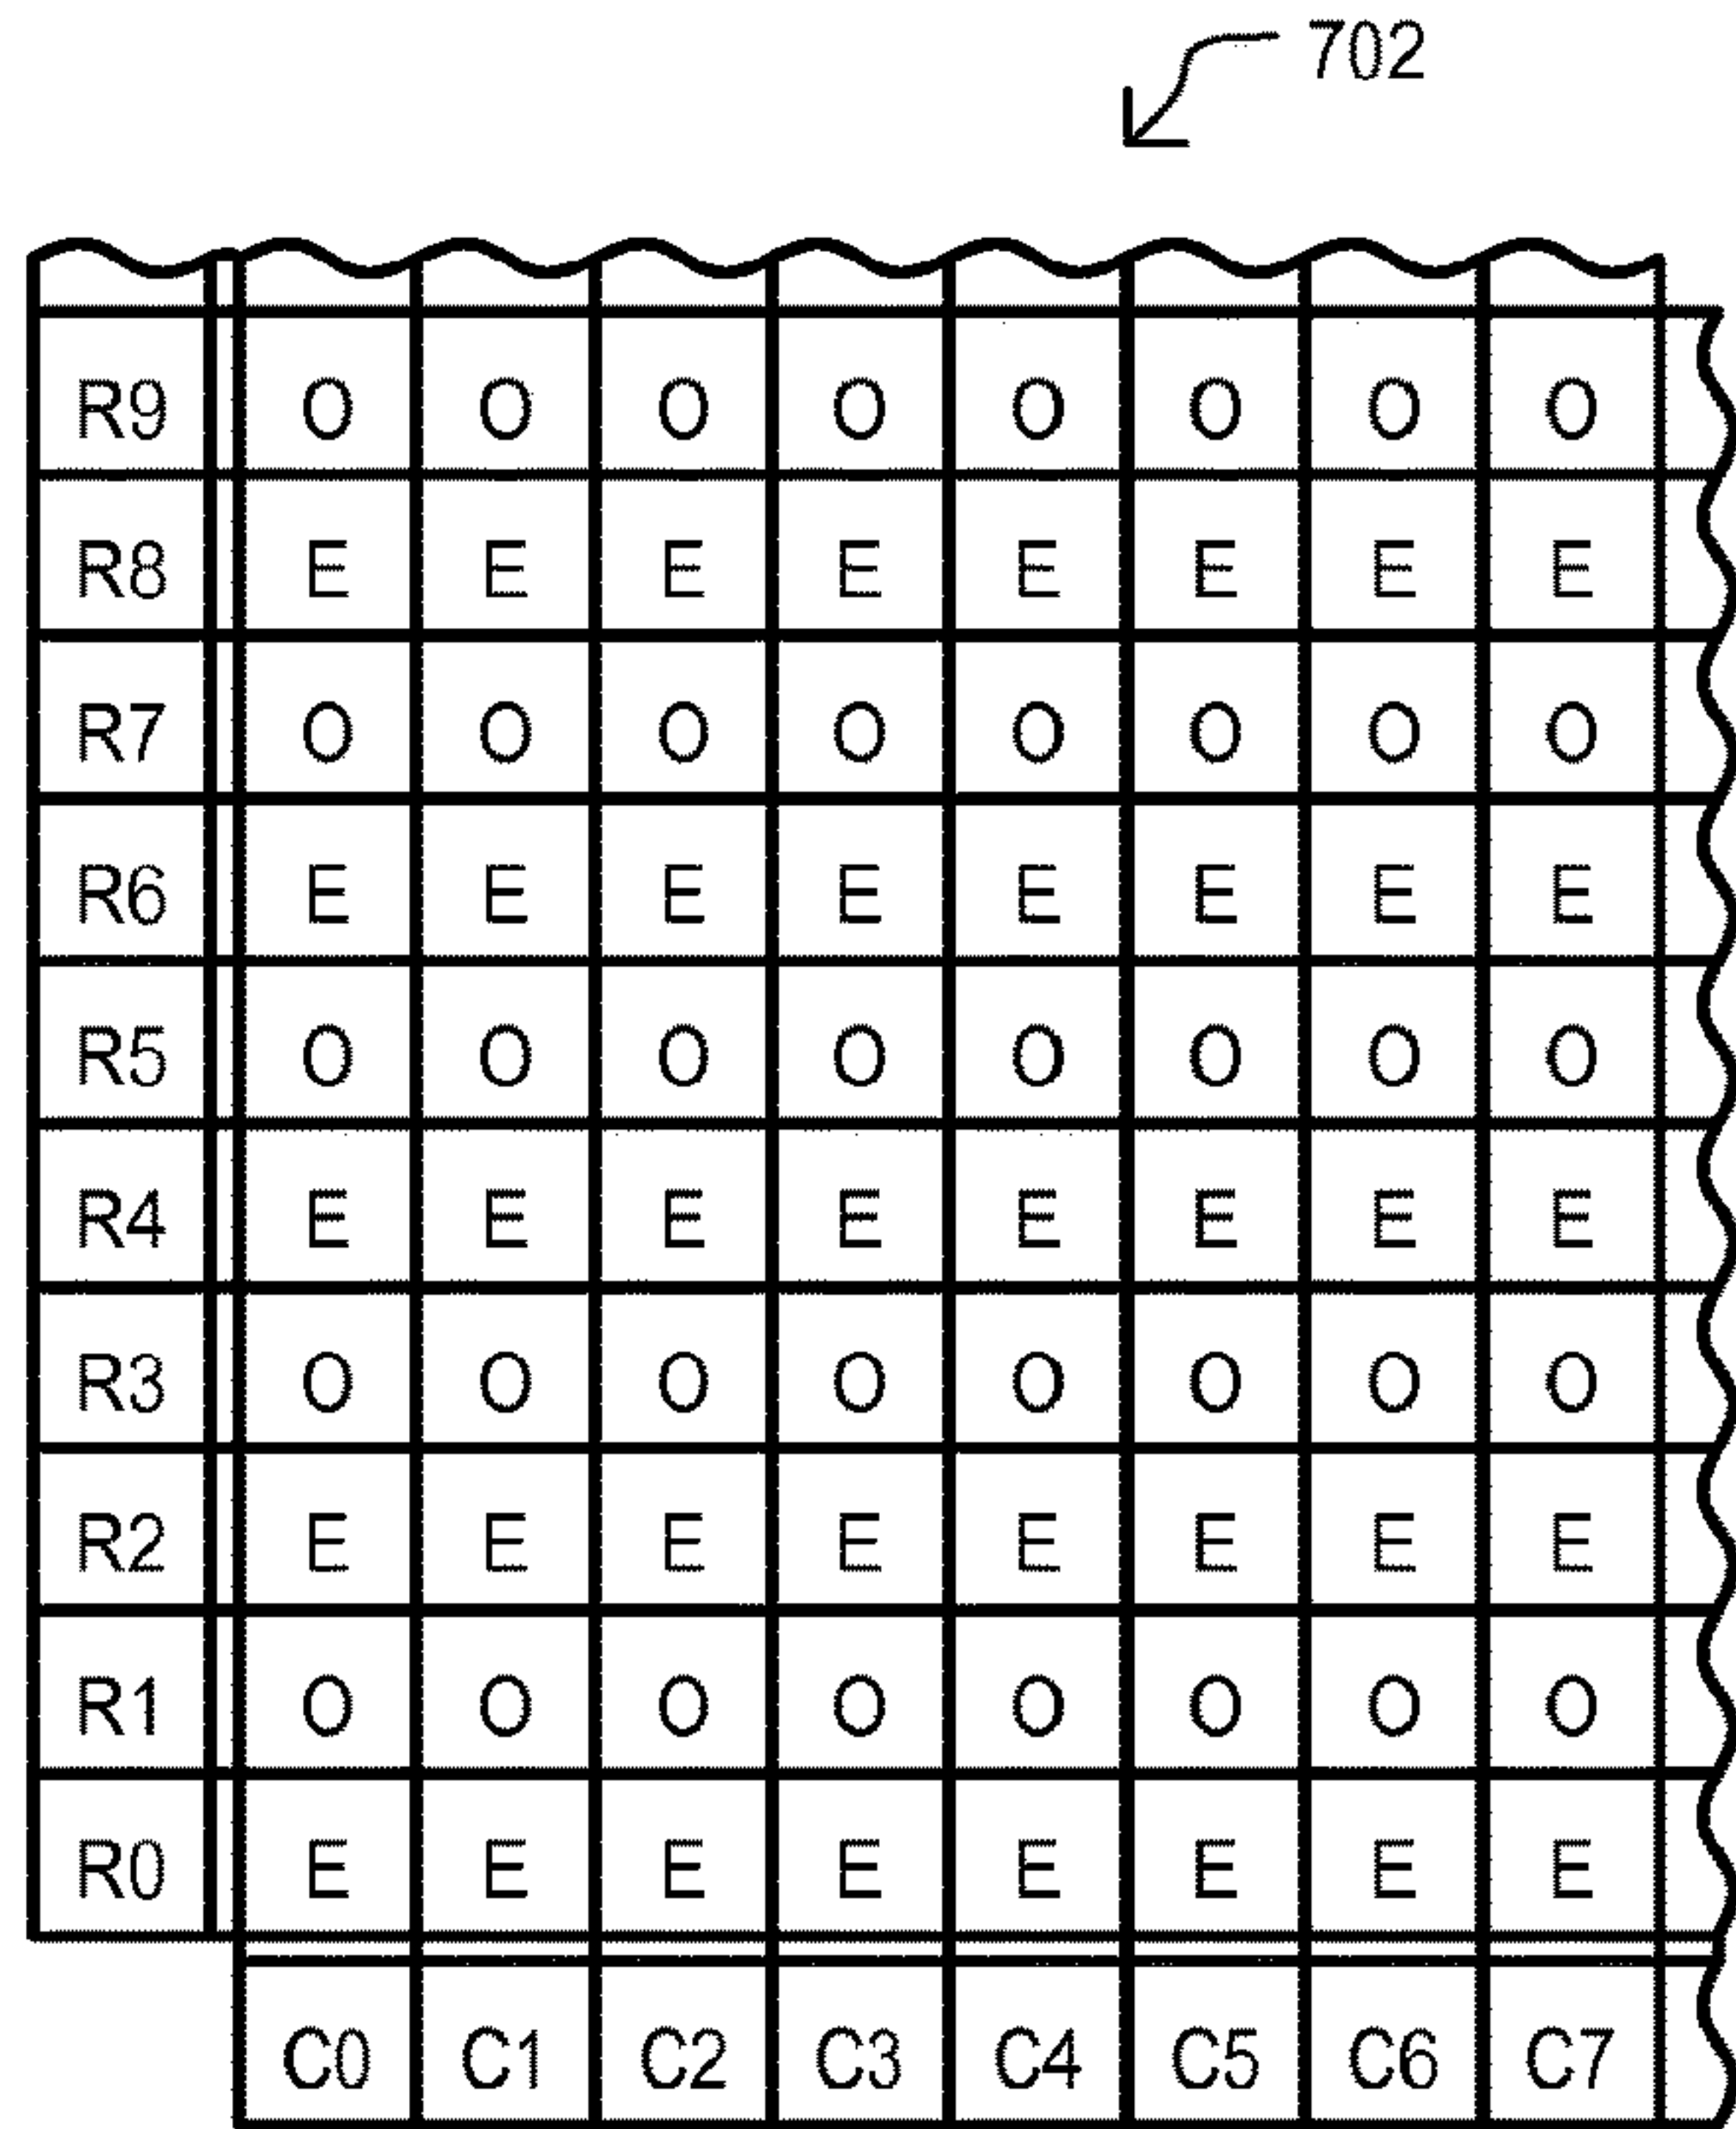 702
R9 O O O O O O O O
R8 E E E E E E E E
R7 O O O O O O O O
R6 E E E E E E E E
R5 O O O O O O O O
R4 E E E E E E E E
R3 O O O O O O O O
R2 E E E E E E E E
R1 O O O O O O O O
R0 E E E E E E E E
C0 C1 C2 C3 C4 C5 C6 C7